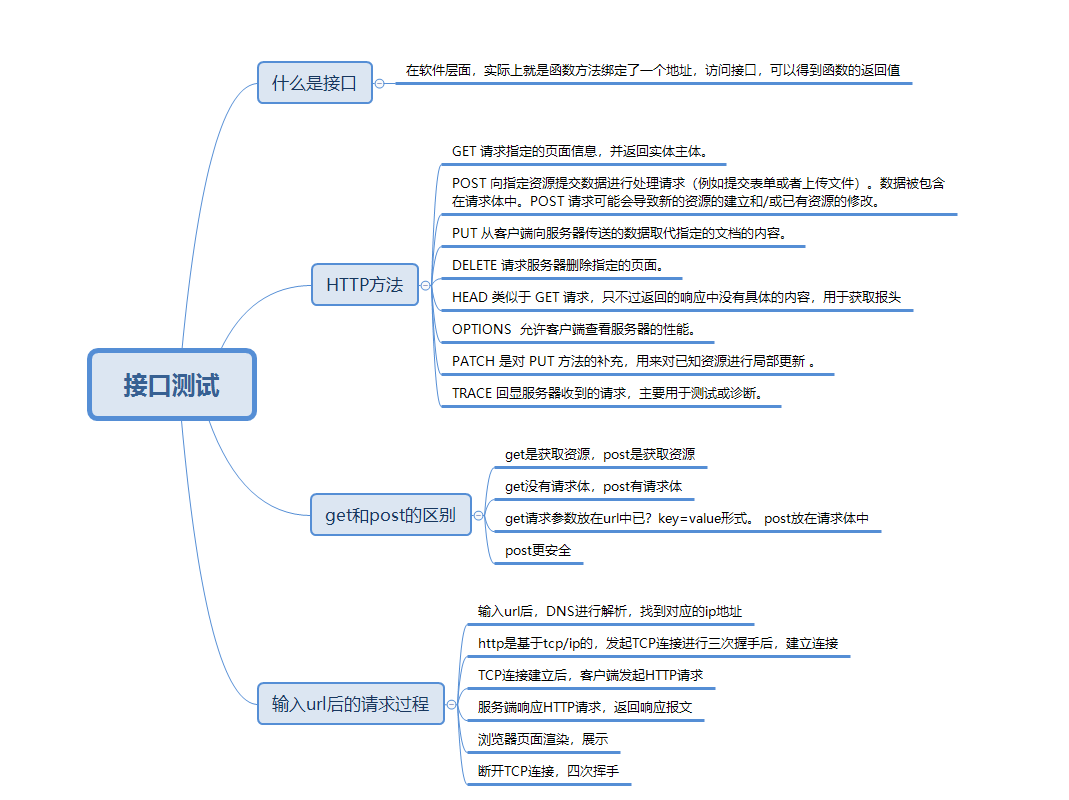 接口测试
什么是接口
在软件层面，实际上就是函数方法绑定了一个地址，访问接口，可以得到函数的返回值
HTTP方法
GET 请求指定的页面信息，并返回实体主体。
POST 向指定资源提交数据进行处理请求（例如提交表单或者上传文件）。数据被包含
在请求体中。POST 请求可能会导致新的资源的建立和/或已有资源的修改。
PUT 从客户端向服务器传送的数据取代指定的文档的内容。
DELETE 请求服务器删除指定的页面。
HEAD 类似于 GET 请求，只不过返回的响应中没有具体的内容，用于获取报头
OPTIONS  允许客户端查看服务器的性能。
PATCH 是对 PUT 方法的补充，用来对已知资源进行局部更新 。
TRACE 回显服务器收到的请求，主要用于测试或诊断。
get和post的区别
get是获取资源，post是获取资源
get没有请求体，post有请求体
get请求参数放在url中已？key=value形式。 post放在请求体中
post更安全
输入url后的请求过程
输入url后，DNS进行解析，找到对应的ip地址
http是基于tcp/ip的，发起TCP连接进行三次握手后，建立连接
TCP连接建立后，客户端发起HTTP请求
服务端响应HTTP请求，返回响应报文
浏览器页面渲染，展示
断开TCP连接，四次挥手